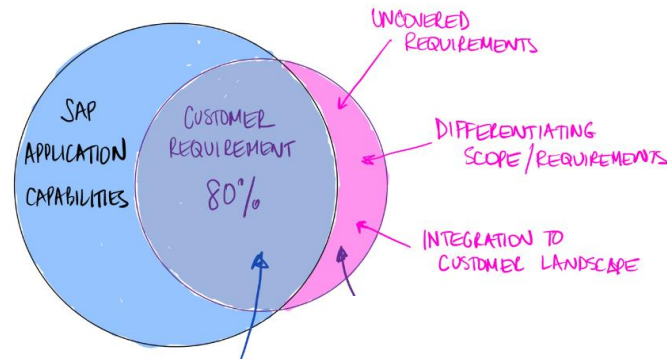 SAP
APPLICATION
CAPABILITIES
CUSTOMER
REQUIREMENT
80%
UNCOVERED
REQUIREMENTS
DIFFERENTIATING
SCOPE/REQUIREMENTS
INTEGRATION TO
CUSTOMER LANDSCAPE